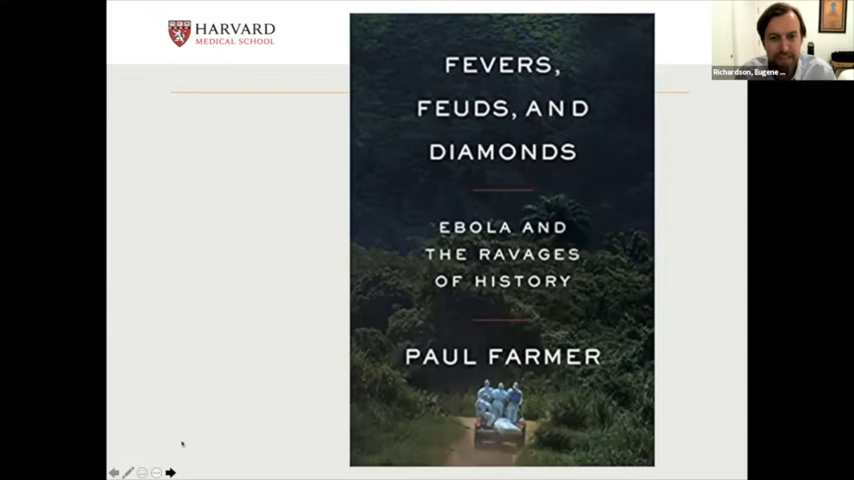 HARVARD
MEDICAL SCHOOL
FEVERS,
FEUDS, AND
DIAMONDS
EBOLA AND
THE RAVAGES
OF HISTORY
PAUL FARMER
Richardson, Eugene ...